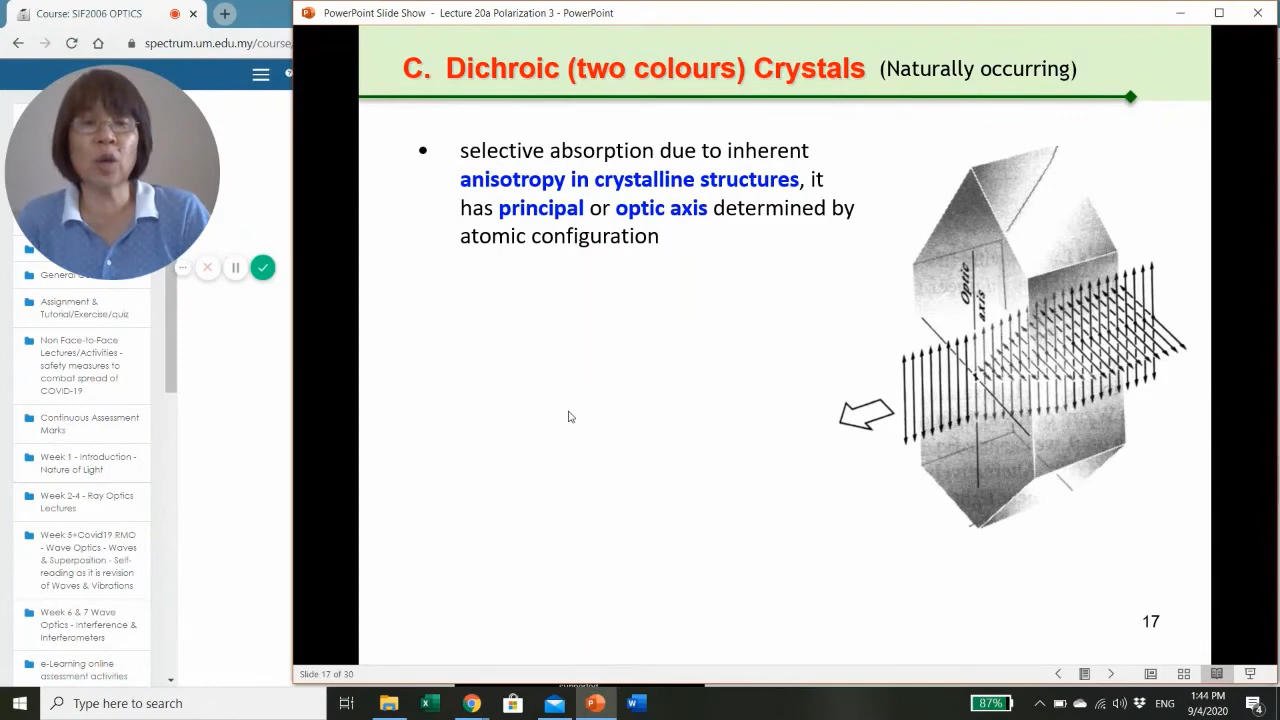 Course: SIF2006 OPTICS
spectrum.um.edu.my/course/
PowerPoint Slide Show - Lecture 20a Polarization 3 - PowerPoint
C. Dichroic (two colours) Crystals (Naturally occurring)
• selective absorption due to inherent
anisotropy in crystalline structures, it
has principal or optic axis determined by
atomic configuration
Optic
axis
17
Assignment &
Tutorial/Exercise/quiz
Non Face-to-Face
Lectures/Activities -
safety measures to
combat spread of
COVID-19
Continuous Assessment
Marks
Week 1 - Introduction -
Nature of Light
Week 2-4 - Ray Optics
Lectures
Week 5+Covid19 RMO
- Wave Optics - Waves
& Superposition - Self-
reading as it is revision
of Waves & Vibrations
Week 6 & 7 Wave
Optics - Interference &
Interferometers
e-Learning online
assessment activities
Slide 17 of 30
Type here to search
87%
ENG
1:44 PM
9/4/2020
4